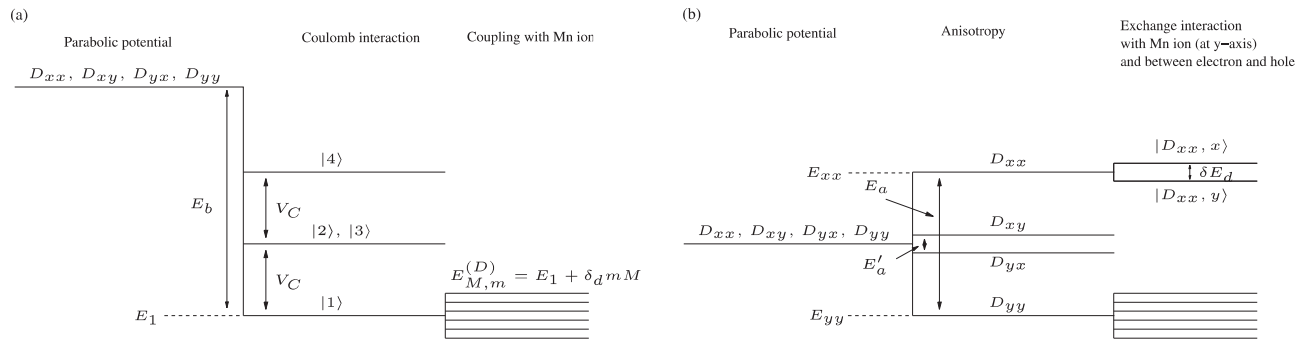 (a)
Parabolic potential
Coulomb interaction
Coupling with Mn ion
D_{xx}, D_{xy}, D_{yx}, D_{yy}
|4⟩
E_b
V_C
|2⟩, |3⟩
V_C
E_{M,m}^{(D)} = E_1 + δ_d mM
|1⟩
E_1
(b)
Parabolic potential
Anisotropy
Exchange interaction
with Mn ion (at y−axis)
and between electron and hole
|D_{xx}, x⟩
D_{xx}
E_{xx}
E_a
δE_d
|D_{xx}, y⟩
D_{xy}
D_{xx}, D_{xy}, D_{yx}, D_{yy}
E'_a
D_{yx}
D_{yy}
E_{yy}